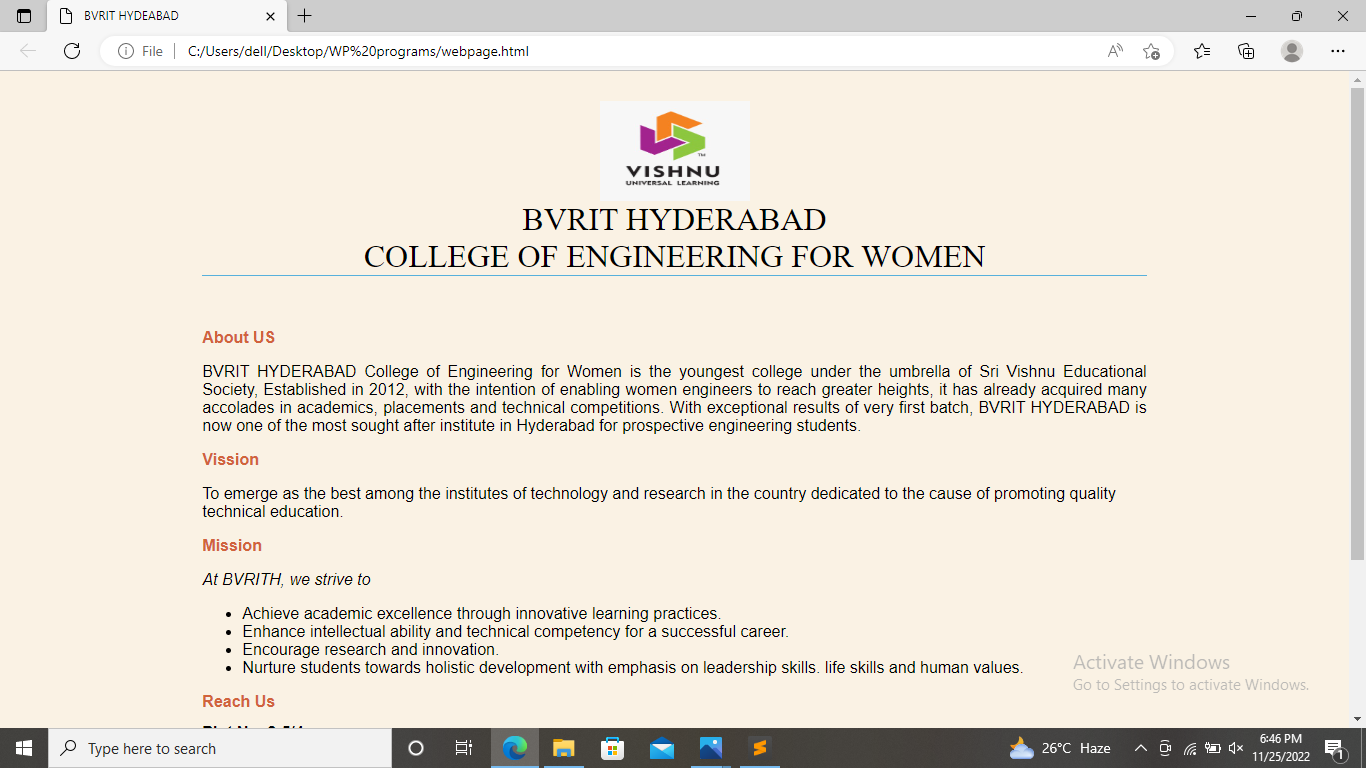 BVRIT HYDEABAD
File
C:/Users/dell/Desktop/WP%20programs/webpage.html
VISHNU
UNIVERSAL LEARNING
TM
BVRIT HYDERABAD
COLLEGE OF ENGINEERING FOR WOMEN
About US
BVRIT HYDERABAD College of Engineering for Women is the youngest college under the umbrella of Sri Vishnu Educational
Society, Established in 2012, with the intention of enabling women engineers to reach greater heights, it has already acquired many
accolades in academics, placements and technical competitions. With exceptional results of very first batch, BVRIT HYDERABAD is
now one of the most sought after institute in Hyderabad for prospective engineering students.
Vission
To emerge as the best among the institutes of technology and research in the country dedicated to the cause of promoting quality
technical education.
Mission
At BVRITH, we strive to
• Achieve academic excellence through innovative learning practices.
• Enhance intellectual ability and technical competency for a successful career.
• Encourage research and innovation.
• Nurture students towards holistic development with emphasis on leadership skills. life skills and human values.
Reach Us
Activate Windows
Go to Settings to activate Windows.
Type here to search
26°C Haze
6:46 PM
11/25/2022
1